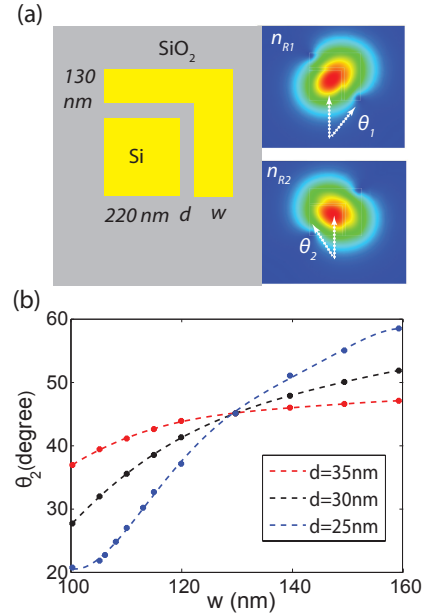 (a)
SiO2
130
nm
Si
220 nm d w
nR1
θ1
nR2
θ2
(b)
θ2(degree)
60
50
40
30
20
100 120 140 160
w (nm)
d=35nm
d=30nm
d=25nm